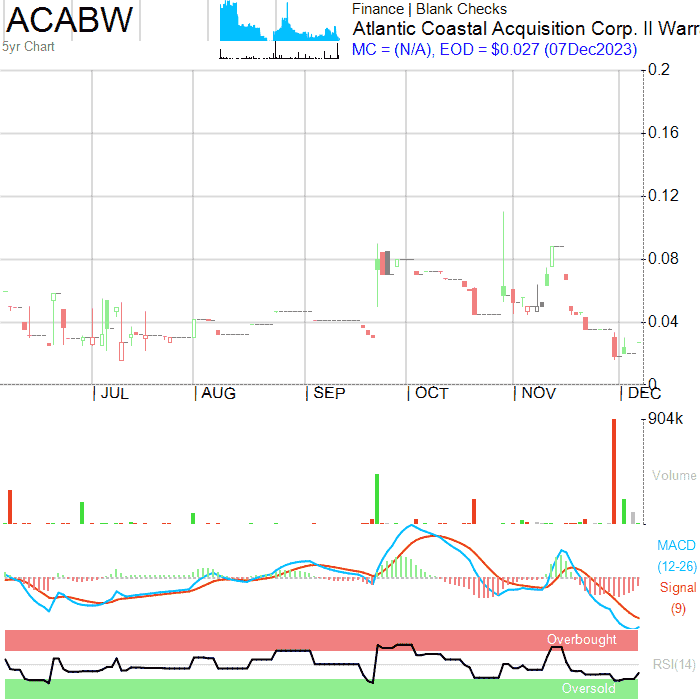 ACABW
5yr Chart
Finance | Blank Checks
Atlantic Coastal Acquisition Corp. II Warr
MC = (N/A), EOD = $0.027 (07Dec2023)
0.2
0.16
0.12
0.08
0.04
0
JUL AUG SEP OCT NOV DEC
904k
Volume
MACD
(12-26)
Signal
(9)
Overbought
RSI(14)
Oversold